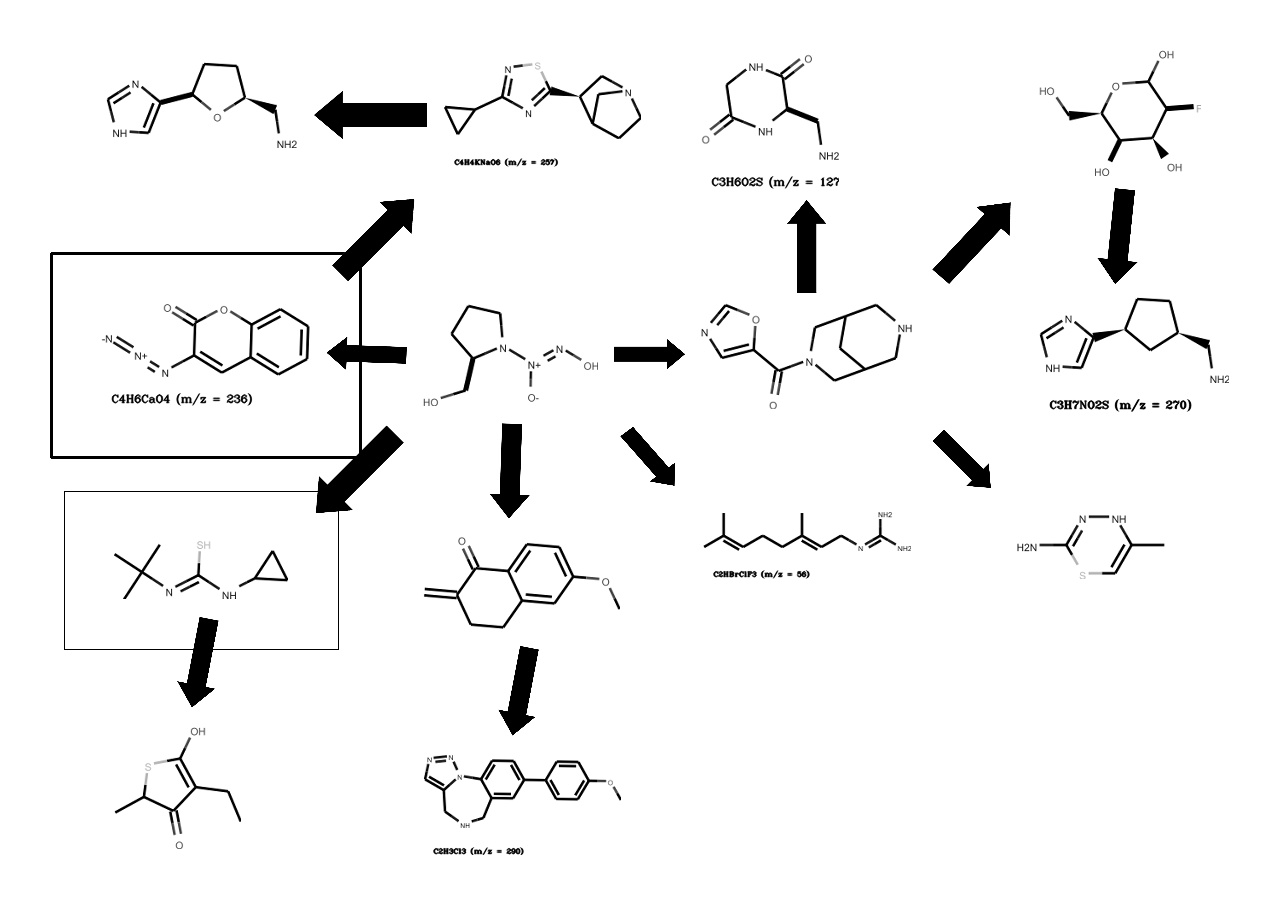 N
NH
O
NH2
N
S
N
N
C4H4KNaO6 (m/z = 257)
NH
O
O
NH
NH2
C3H6O2S (m/z = 127
OH
O
HO
F
HO
OH
O
O
-N
N+
N
C4H6CaO4 (m/z = 236)
N
N+
N
OH
O-
HO
O
N
N
O
NH
N
NH
NH2
C3H7NO2S (m/z = 270)
SH
N
NH
O
O
N
NH2
NH2
C2HBrClF3 (m/z = 56)
N
NH
H2N
S
OH
S
O
N
N
N
NH
O
C2H3Cl3 (m/z = 290)